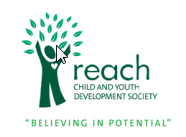 reach
CHILD AND YOUTH
DEVELOPMENT SOCIETY
"BELIEVING IN POTENTIAL"